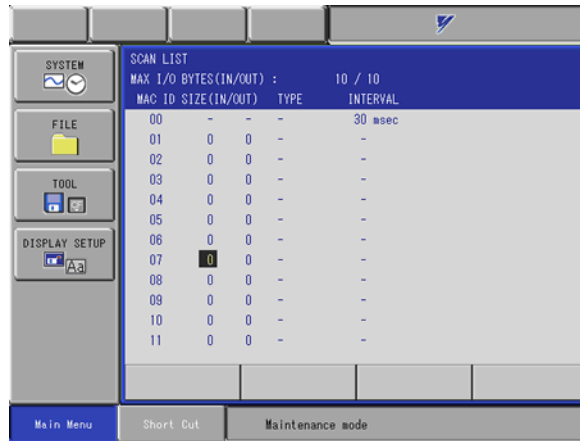 SYSTEM
FILE
TOOL
DISPLAY SETUP
Aa
SCAN LIST
MAX I/O BYTES(IN/OUT) : 10 / 10
MAC ID SIZE(IN/OUT) TYPE INTERVAL
00 - - - 30 msec
01 0 0 - -
02 0 0 - -
03 0 0 - -
04 0 0 - -
05 0 0 - -
06 0 0 - -
07 0 0 - -
08 0 0 - -
09 0 0 - -
10 0 0 - -
11 0 0 - -
Main Menu Short Cut Maintenance mode